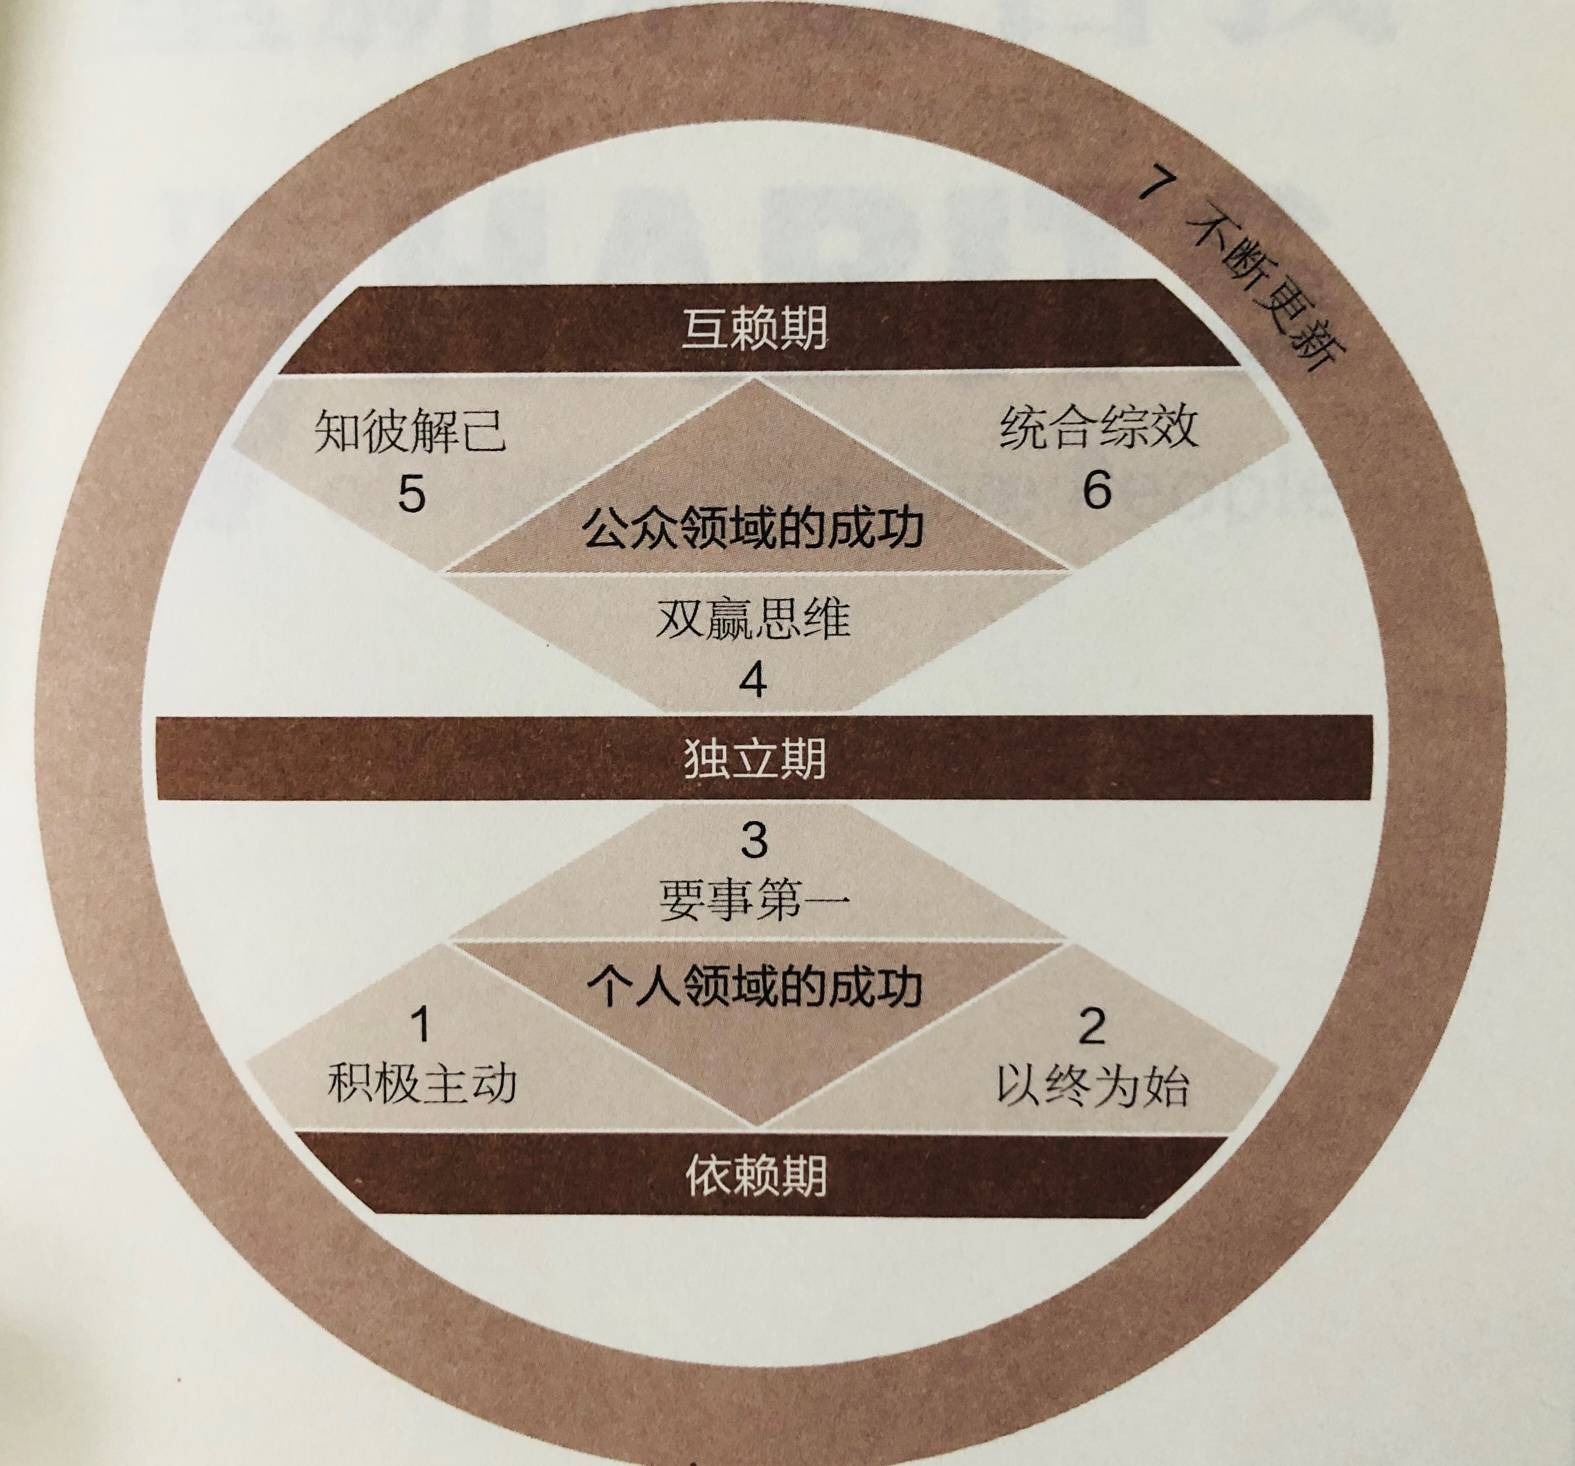 7 不断更新
互赖期
知彼解己
5
统合综效
6
公众领域的成功
双赢思维
4
独立期
3
要事第一
个人领域的成功
1
积极主动
2
以终为始
依赖期